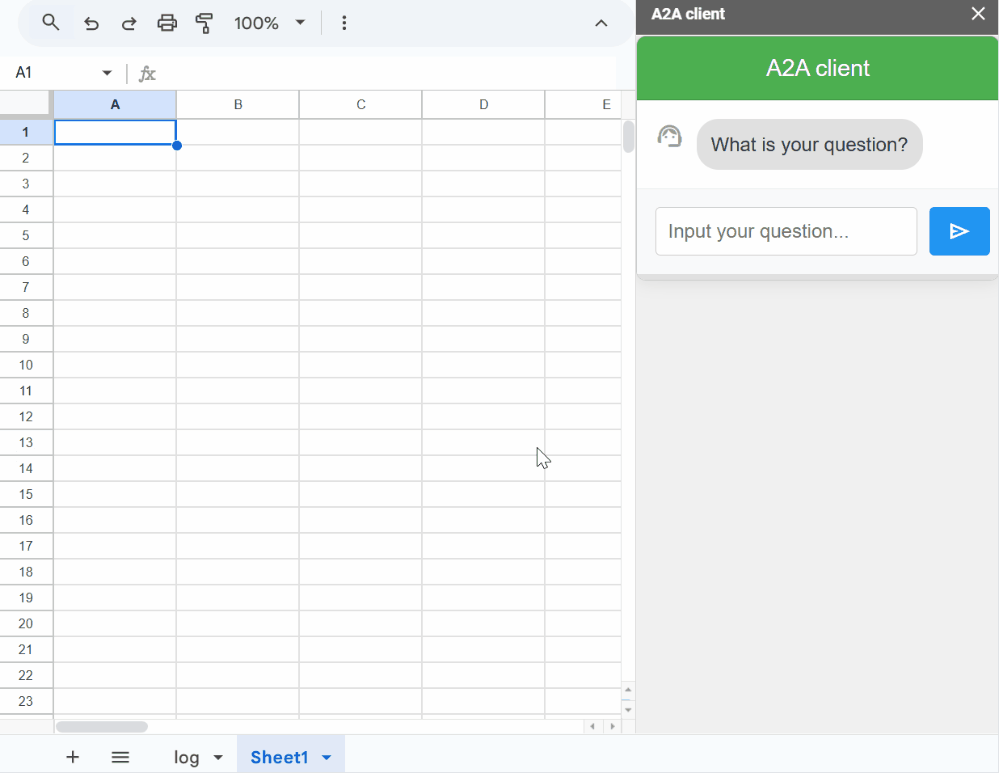 100%
A2A client
A1
fx
A2A client
A B C D E
What is your question?
Input your question...
1
2
3
4
5
6
7
8
9
10
11
12
13
14
15
16
17
18
19
20
21
22
23
log
Sheet1